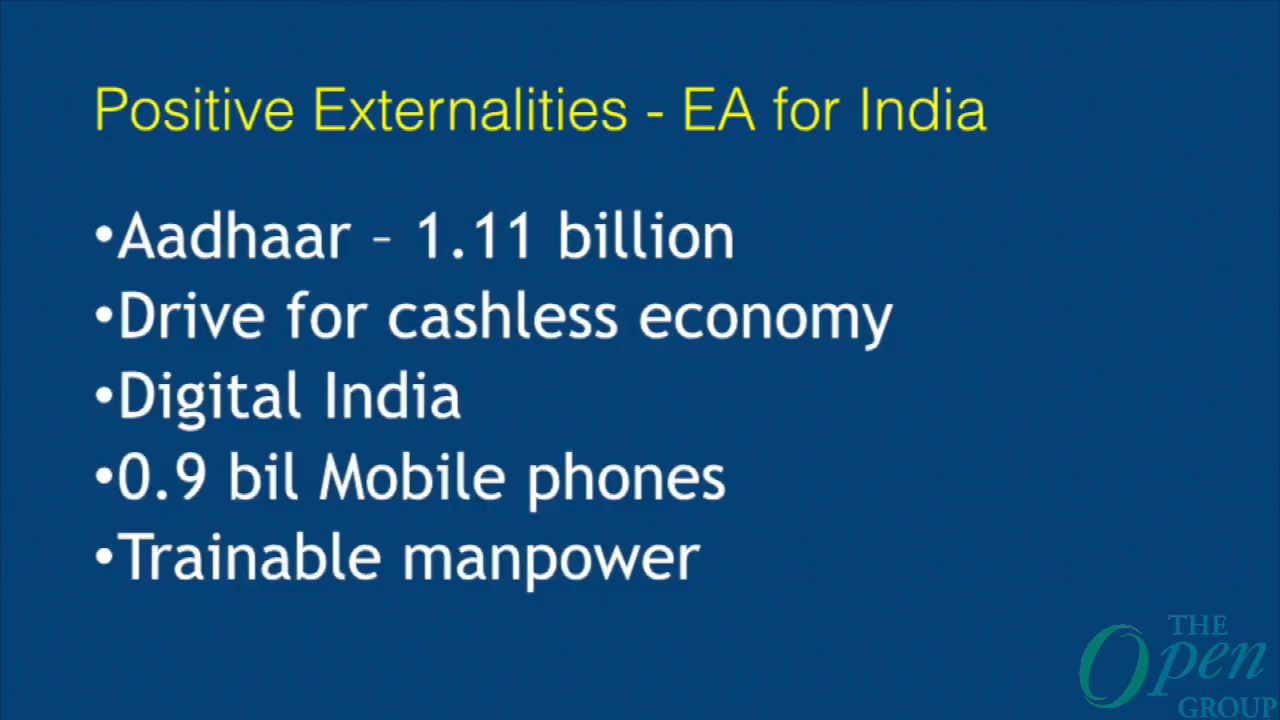 Positive Externalities - EA for India
•Aadhaar – 1.11 billion
•Drive for cashless economy
•Digital India
•0.9 bil Mobile phones
•Trainable manpower
THE
Open
GROUP